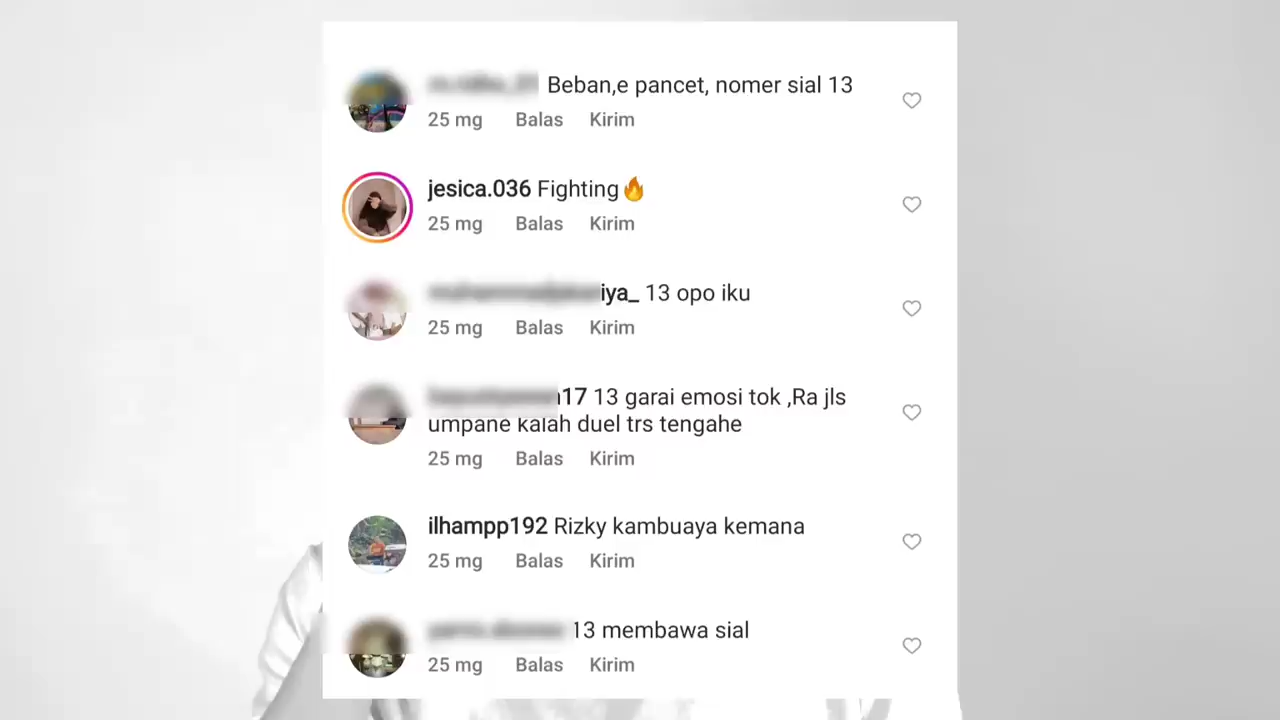 Beban,e pancet, nomer sial 13
25 mg Balas Kirim
jesica.036 Fighting🔥
25 mg Balas Kirim
iya_ 13 opo iku
25 mg Balas Kirim
17 13 garai emosi tok ,Ra jls
umpane kalah duel trs tengahe
25 mg Balas Kirim
ilhampp192 Rizky kambuaya kemana
25 mg Balas Kirim
13 membawa sial
25 mg Balas Kirim